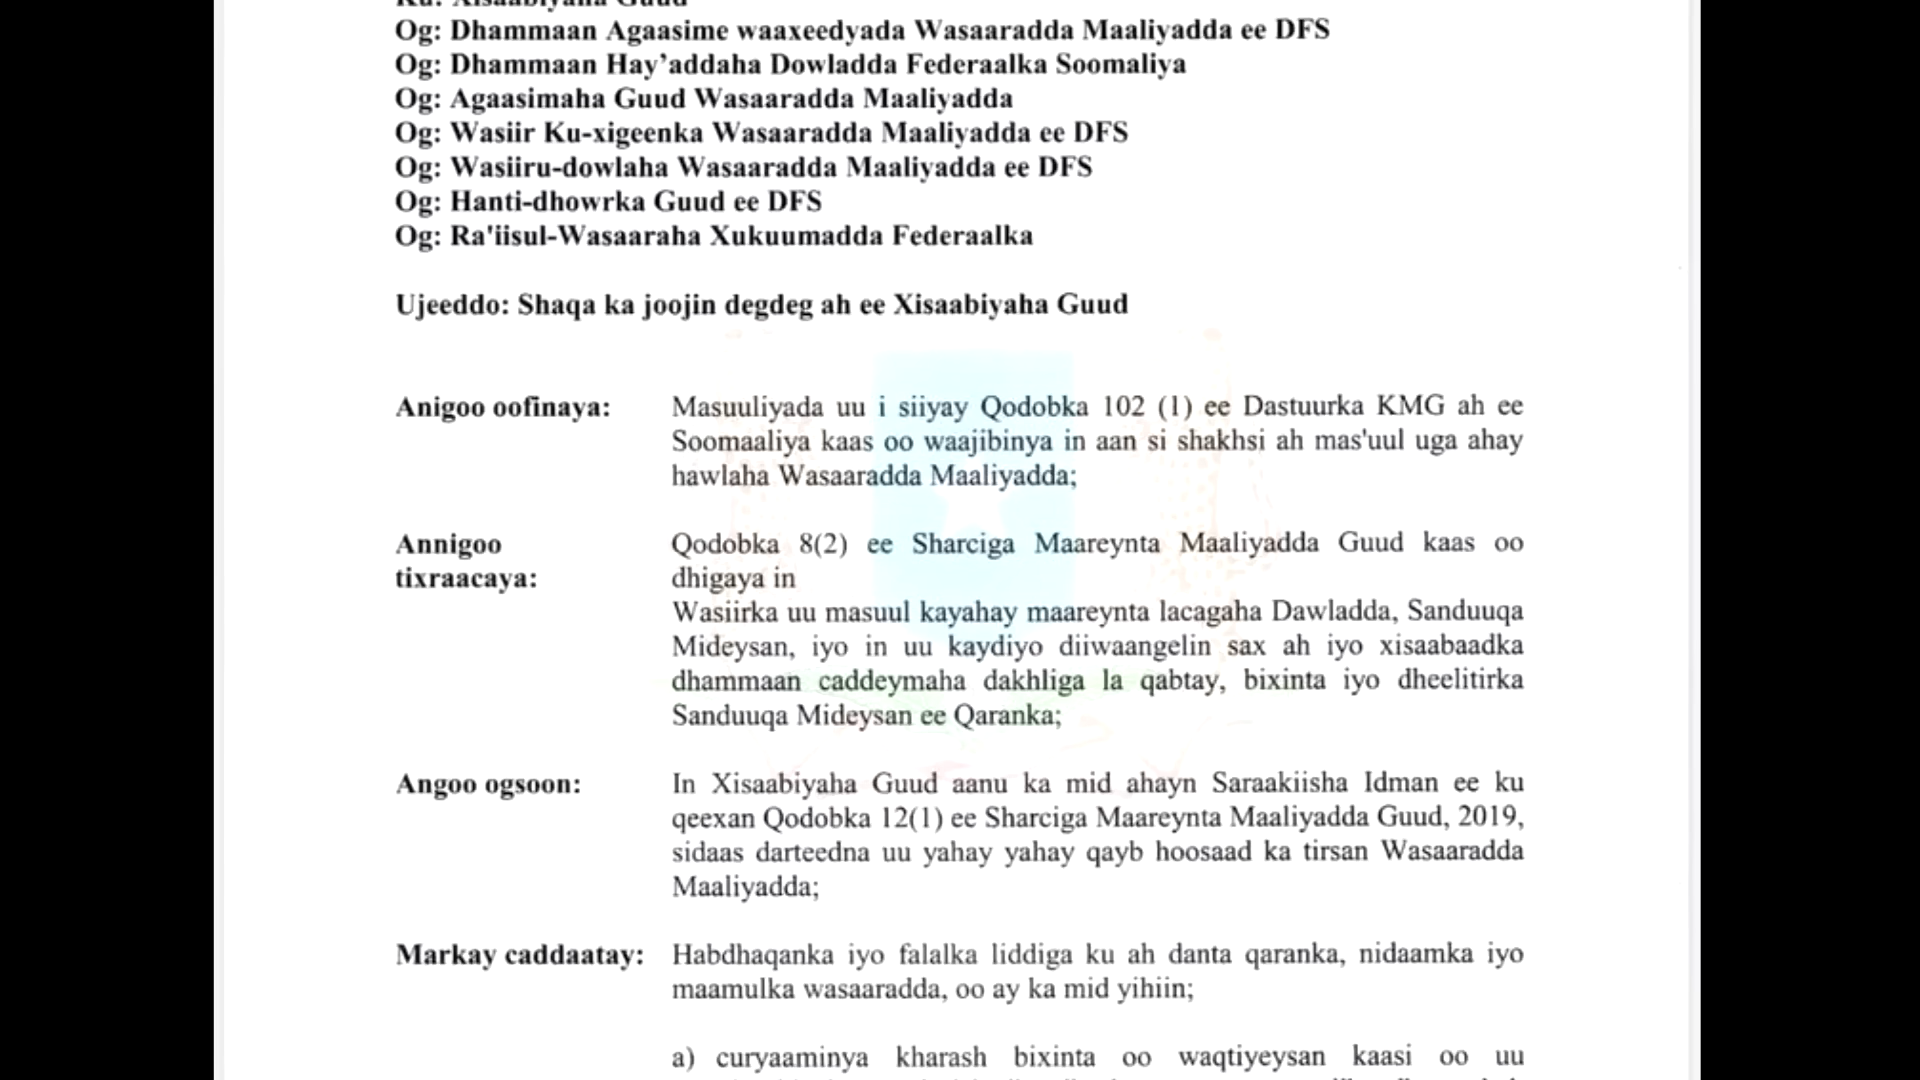 Ku: Xisaabiyaha Guud
Og: Dhammaan Agaasime waaxeedyada Wasaaradda Maaliyadda ee DFS
Og: Dhammaan Hay’addaha Dowladda Federaalka Soomaliya
Og: Agaasimaha Guud Wasaaradda Maaliyadda
Og: Wasiir Ku-xigeenka Wasaaradda Maaliyadda ee DFS
Og: Wasiiru-dowlaha Wasaaradda Maaliyadda ee DFS
Og: Hanti-dhowrka Guud ee DFS
Og: Ra'iisul-Wasaaraha Xukuumadda Federaalka
Ujeeddo: Shaqa ka joojin degdeg ah ee Xisaabiyaha Guud
Anigoo oofinaya: Masuuliyada uu i siiyay Qodobka 102 (1) ee Dastuurka KMG ah ee
Soomaaliya kaas oo waajibinya in aan si shakhsi ah mas'uul uga ahay
hawlaha Wasaaradda Maaliyadda;
Annigoo Qodobka 8(2) ee Sharciga Maareynta Maaliyadda Guud kaas oo
tixraacaya: dhigaya in
Wasiirka uu masuul kayahay maareynta lacagaha Dawladda, Sanduuqa
Mideysan, iyo in uu kaydiyo diiwaangelin sax ah iyo xisaabaadka
dhammaan caddeymaha dakhliga la qabtay, bixinta iyo dheelitirka
Sanduuqa Mideysan ee Qaranka;
Angoo ogsoon: In Xisaabiyaha Guud aanu ka mid ahayn Saraakiisha Idman ee ku
qeexan Qodobka 12(1) ee Sharciga Maareynta Maaliyadda Guud, 2019,
sidaas darteedna uu yahay yahay qayb hoosaad ka tirsan Wasaaradda
Maaliyadda;
Markay caddaatay: Habdhaqanka iyo falalka liddiga ku ah danta qaranka, nidaamka iyo
maamulka wasaaradda, oo ay ka mid yihiin;
a) curyaaminya kharash bixinta oo waqtiyeysan kaasi oo uu